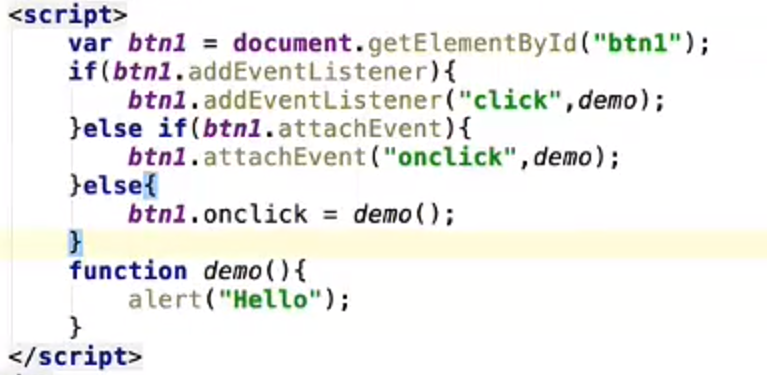 <script>
    var btn1 = document.getElementById("btn1");
    if(btn1.addEventListener){
        btn1.addEventListener("click",demo);
    }else if(btn1.attachEvent){
        btn1.attachEvent("onclick",demo);
    }else{
        btn1.onclick = demo();
    }
    function demo(){
        alert("Hello");
    }
</script>